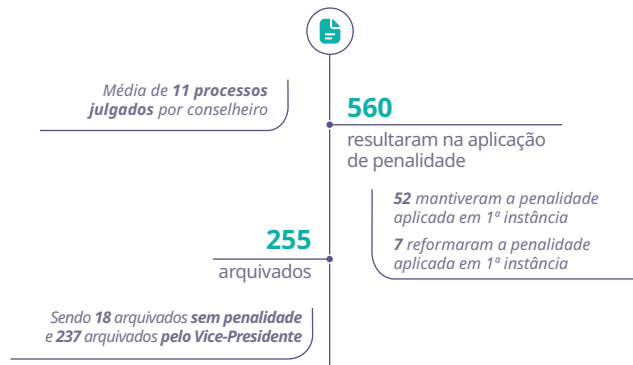 Média de 11 processos
julgados por conselheiro
560
resultaram na aplicação
de penalidade
52 mantiveram a penalidade
aplicada em 1ª instância
7 reformaram a penalidade
aplicada em 1ª instância
255
arquivados
Sendo 18 arquivados sem penalidade
e 237 arquivados pelo Vice-Presidente